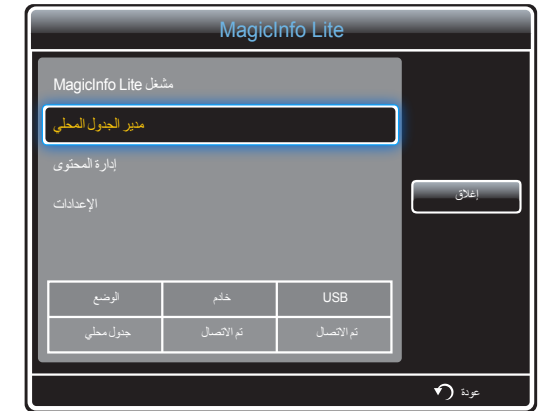 MagicInfo Lite
مشغل MagicInfo Lite
مدير الجدول المحلي
إدارة المحتوى
الإعدادات
إغلاق
الوضع خادم USB
جدول محلي تم الاتصال تم الاتصال
عودة